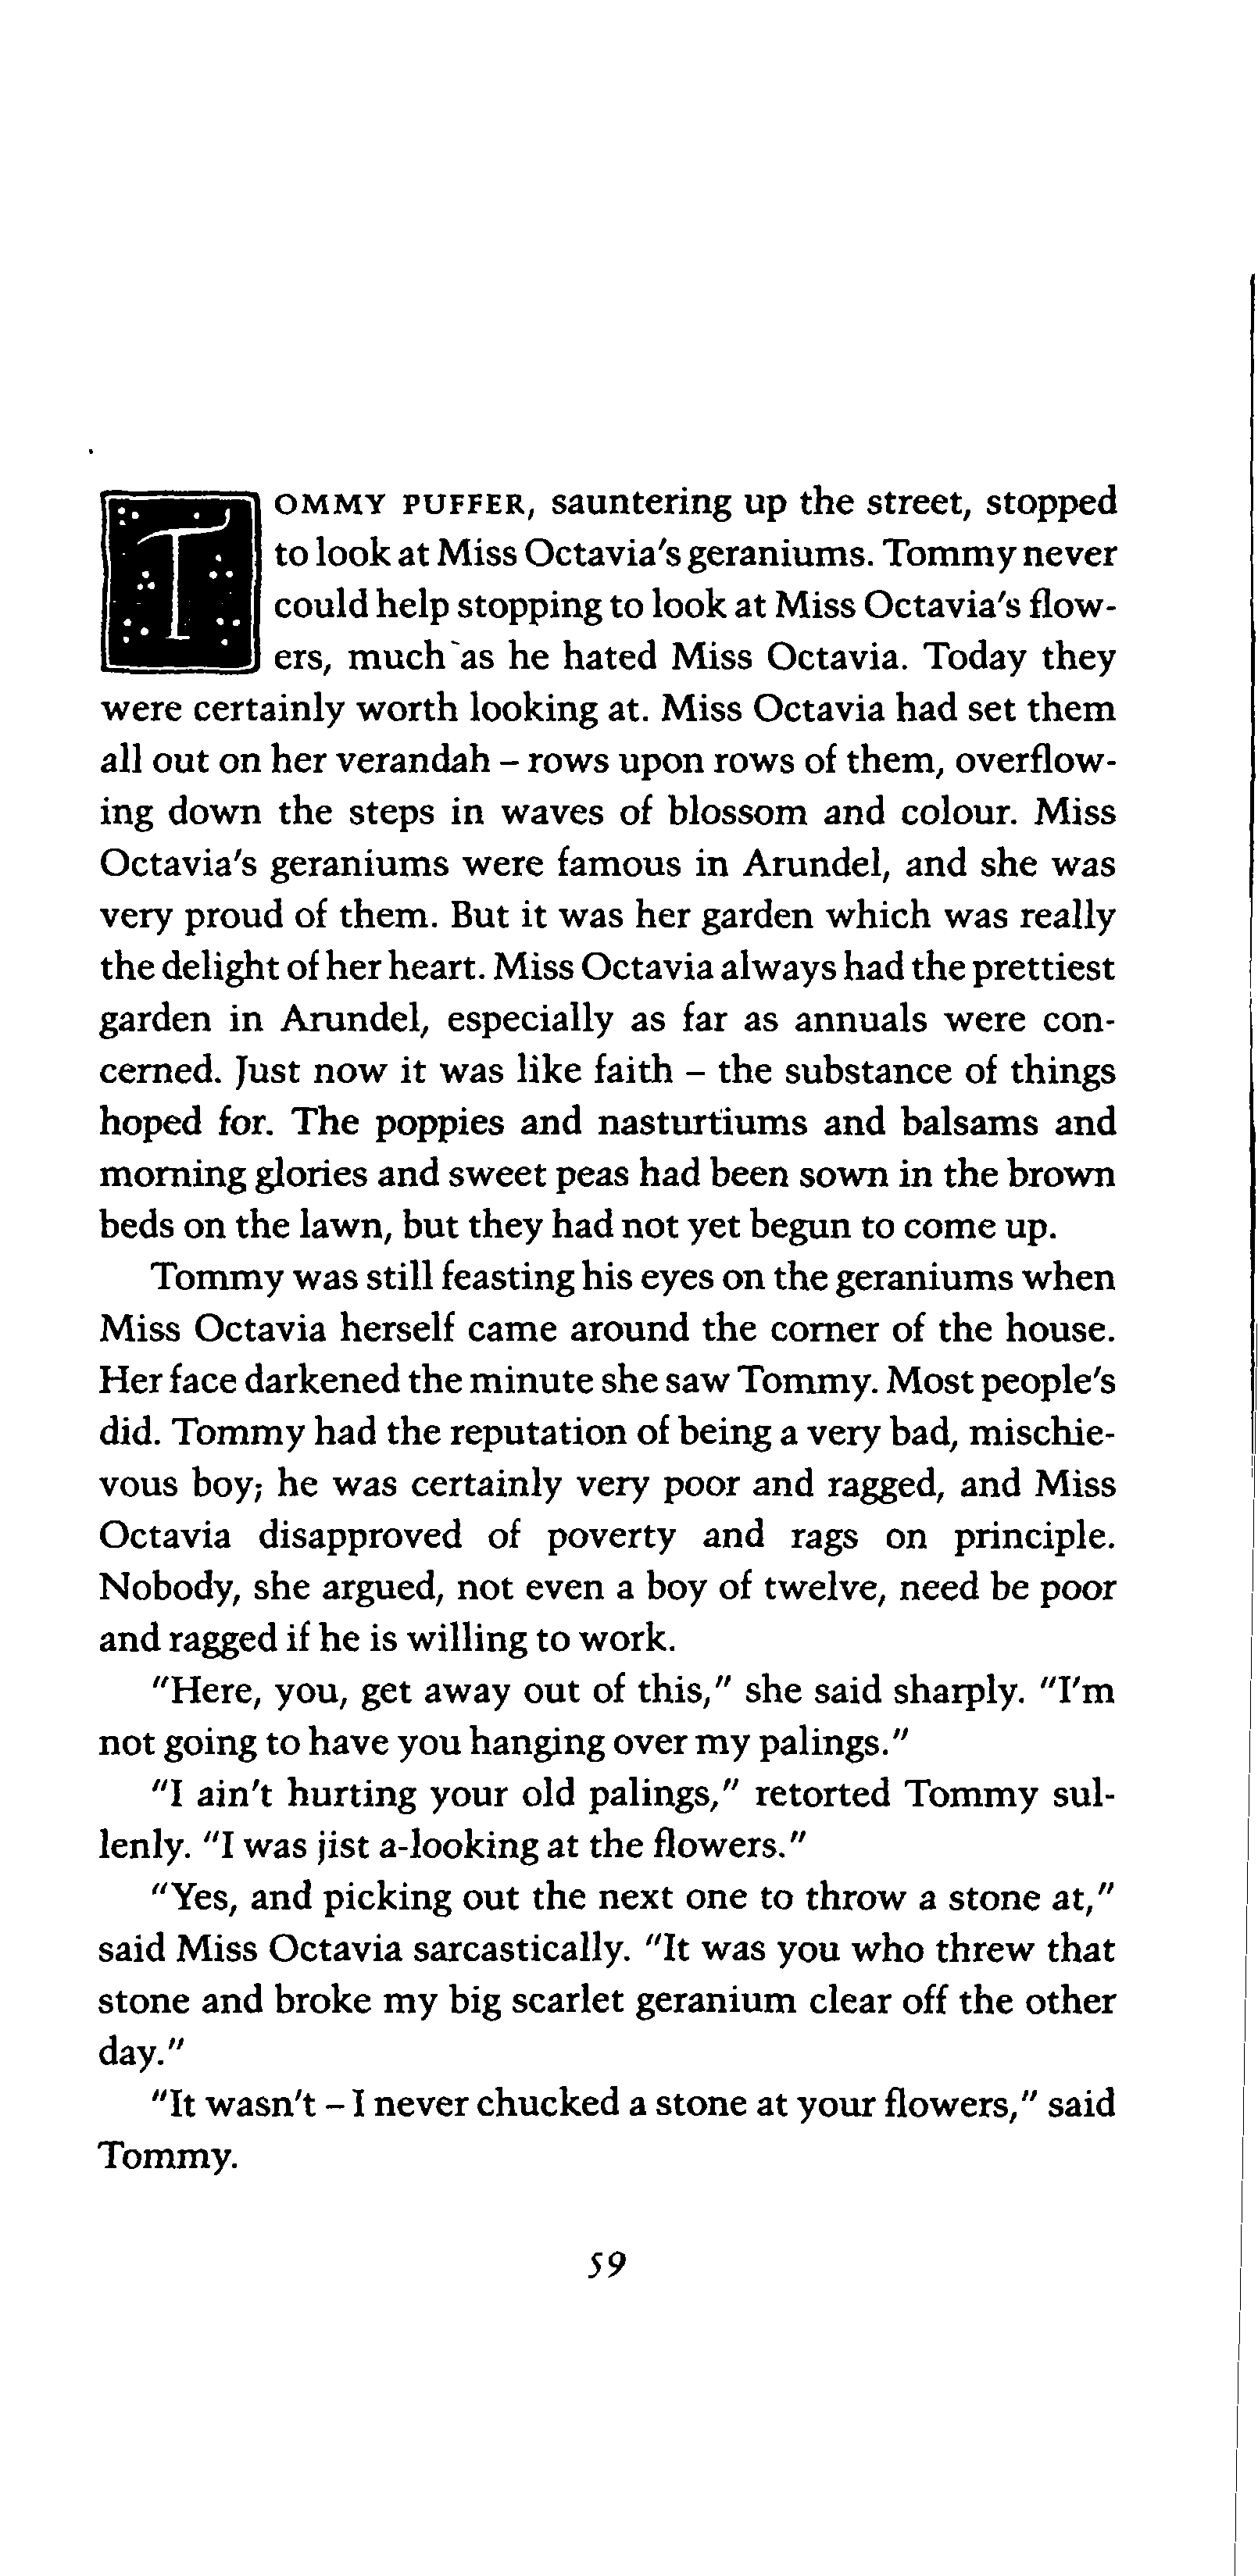 TOMMY PUFFER, sauntering up the street, stopped
to look at Miss Octavia's geraniums. Tommy never
could help stopping to look at Miss Octavia's flow-
ers, much as he hated Miss Octavia. Today they
were certainly worth looking at. Miss Octavia had set them
all out on her verandah – rows upon rows of them, overflow-
ing down the steps in waves of blossom and colour. Miss
Octavia's geraniums were famous in Arundel, and she was
very proud of them. But it was her garden which was really
the delight of her heart. Miss Octavia always had the prettiest
garden in Arundel, especially as far as annuals were con-
cerned. Just now it was like faith – the substance of things
hoped for. The poppies and nasturtiums and balsams and
morning glories and sweet peas had been sown in the brown
beds on the lawn, but they had not yet begun to come up.
Tommy was still feasting his eyes on the geraniums when
Miss Octavia herself came around the corner of the house.
Her face darkened the minute she saw Tommy. Most people's
did. Tommy had the reputation of being a very bad, mischie-
vous boy; he was certainly very poor and ragged, and Miss
Octavia disapproved of poverty and rags on principle.
Nobody, she argued, not even a boy of twelve, need be poor
and ragged if he is willing to work.
"Here, you, get away out of this," she said sharply. "I'm
not going to have you hanging over my palings."
"I ain't hurting your old palings," retorted Tommy sul-
lenly. "I was jist a-looking at the flowers."
"Yes, and picking out the next one to throw a stone at,"
said Miss Octavia sarcastically. "It was you who threw that
stone and broke my big scarlet geranium clear off the other
day."
"It wasn't – I never chucked a stone at your flowers," said
Tommy.
59